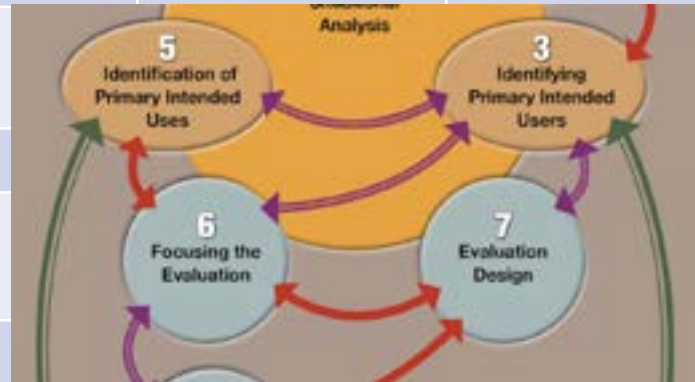 Analysis
5
Identification of
Primary Intended
Uses
3
Identifying
Primary Intended
Users
6
Focusing the
Evaluation
7
Evaluation
Design